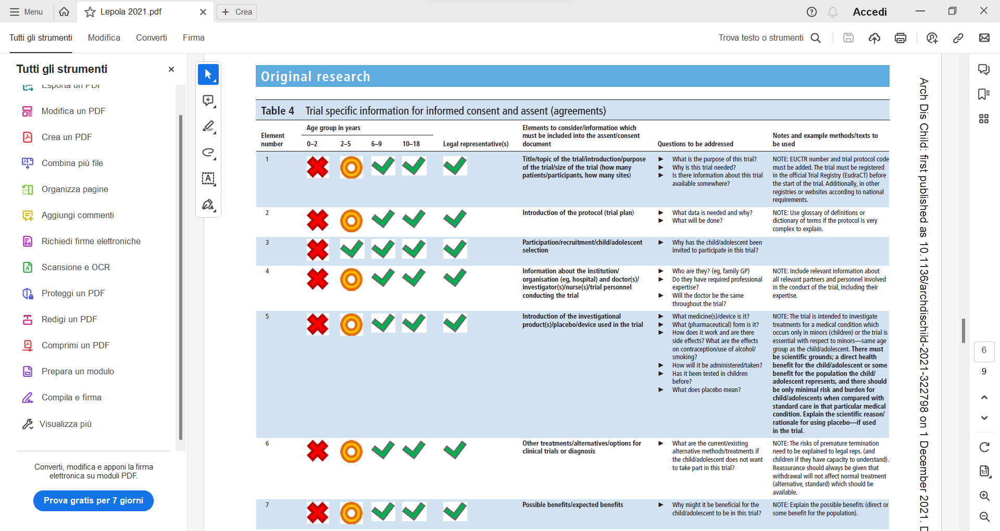 Menu
Lepola 2021.pdf
Crea
Accedi
Tutti gli strumenti
Modifica
Converti
Firma
Trova testo o strumenti
Tutti gli strumenti
Esporta un PDF
Modifica un PDF
Crea un PDF
Combina più file
Organizza pagine
Aggiungi commenti
Richiedi firme elettroniche
Scansione e OCR
Proteggi un PDF
Redigi un PDF
Comprimi un PDF
Prepara un modulo
Compila e firma
Visualizza più
Converti, modifica e apponi la firma
elettronica su moduli PDF.
Prova gratis per 7 giorni
Original research
Table 4 Trial specific information for informed consent and assent (agreements)
Element
number
Age group in years
0–2
2–5
6–9
10–18
Legal representative(s)
Elements to consider/information which
must be included into the assent/consent
document
Questions to be addressed
Notes and example methods/texts to
be used
1
Title/topic of the trial/introduction/purpose
of the trial/size of the trial (how many
patients/participants, how many sites)
► What is the purpose of this trial?
► Why is this trial needed?
► Is there information about this trial
available somewhere?
NOTE: EUCTR number and trial protocol code
must be added. The trial must be registered
in the official Trial Registry (EudraCT) before
the start of the trial. Additionally, in other
registries or websites according to national
requirements.
2
Introduction of the protocol (trial plan)
► What data is needed and why?
► What will be done?
NOTE: Use glossary of definitions or
dictionary of terms if the protocol is very
complex to explain.
3
Participation/recruitment/child/adolescent
selection
► Why has the child/adolescent been
invited to participate in this trial?
4
Information about the institution/
organisation (eg, hospital) and doctor(s)/
investigator(s)/nurse(s)/trial personnel
conducting the trial
► Who are they? (eg, family GP)
► Do they have required professional
expertise?
► Will the doctor be the same
throughout the trial?
NOTE: Include relevant information about
all relevant partners and personnel involved
in the conduct of the trial, including their
expertise.
5
Introduction of the investigational
product(s)/placebo/device used in the trial
► What medicine(s)/device is it?
► What (pharmaceutical) form is it?
► How does it work and are there
side effects? What are the effects
on contraception/use of alcohol/
smoking?
► How will it be administered/taken?
► Has it been tested in children
before?
► What does placebo mean?
NOTE: The trial is intended to investigate
treatments for a medical condition which
occurs only in minors (children) or the trial is
essential with respect to minors—same age
group as the child/adolescent. There must
be scientific grounds; a direct health
benefit for the child/adolescent or some
benefit for the population the child/
adolescent represents, and there should
be only minimal risk and burden for
child/adolescents when compared with
standard care in that particular medical
condition. Explain the scientific reason/
rationale for using placebo—if used
in the trial.
6
Other treatments/alternatives/options for
clinical trials or diagnosis
► What are the current/existing
alternative methods/treatments if
the child/adolescent does not want
to take part in this trial?
NOTE: The risks of premature termination
need to be explained to legal reps. (and
children if they have capacity to understand).
Reassurance should always be given that
withdrawal will not affect normal treatment
(alternative, standard) which should be
available.
7
Possible benefits/expected benefits
► Why might it be beneficial for the
child/adolescent to be in this trial?
NOTE: Explain the possible benefits (direct or
some benefit for the population).
Arch Dis Child: first published as 10.1136/archdischild-2021-322798 on 1 December 2021.
6
9
1:1